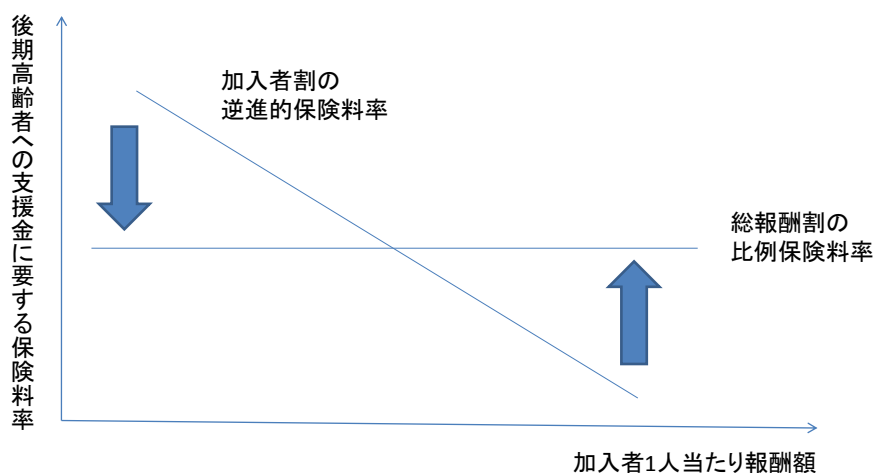 後期高齢者への支援金に要する保険料率
加入者割の
逆進的保険料率
総報酬割の
比例保険料率
加入者1人当たり報酬額